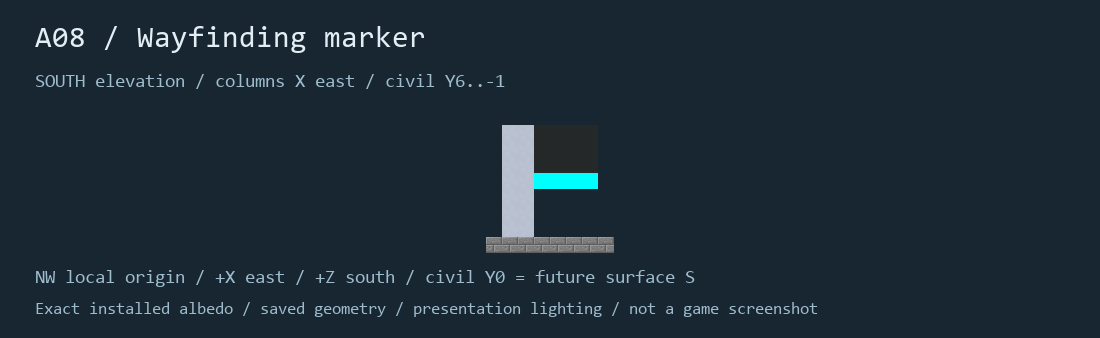 A08 / Wayfinding marker
SOUTH elevation / columns X east / civil Y6..-1
NW local origin / +X east / +Z south / civil Y0 = future surface S
Exact installed albedo / saved geometry / presentation lighting / not a game screenshot